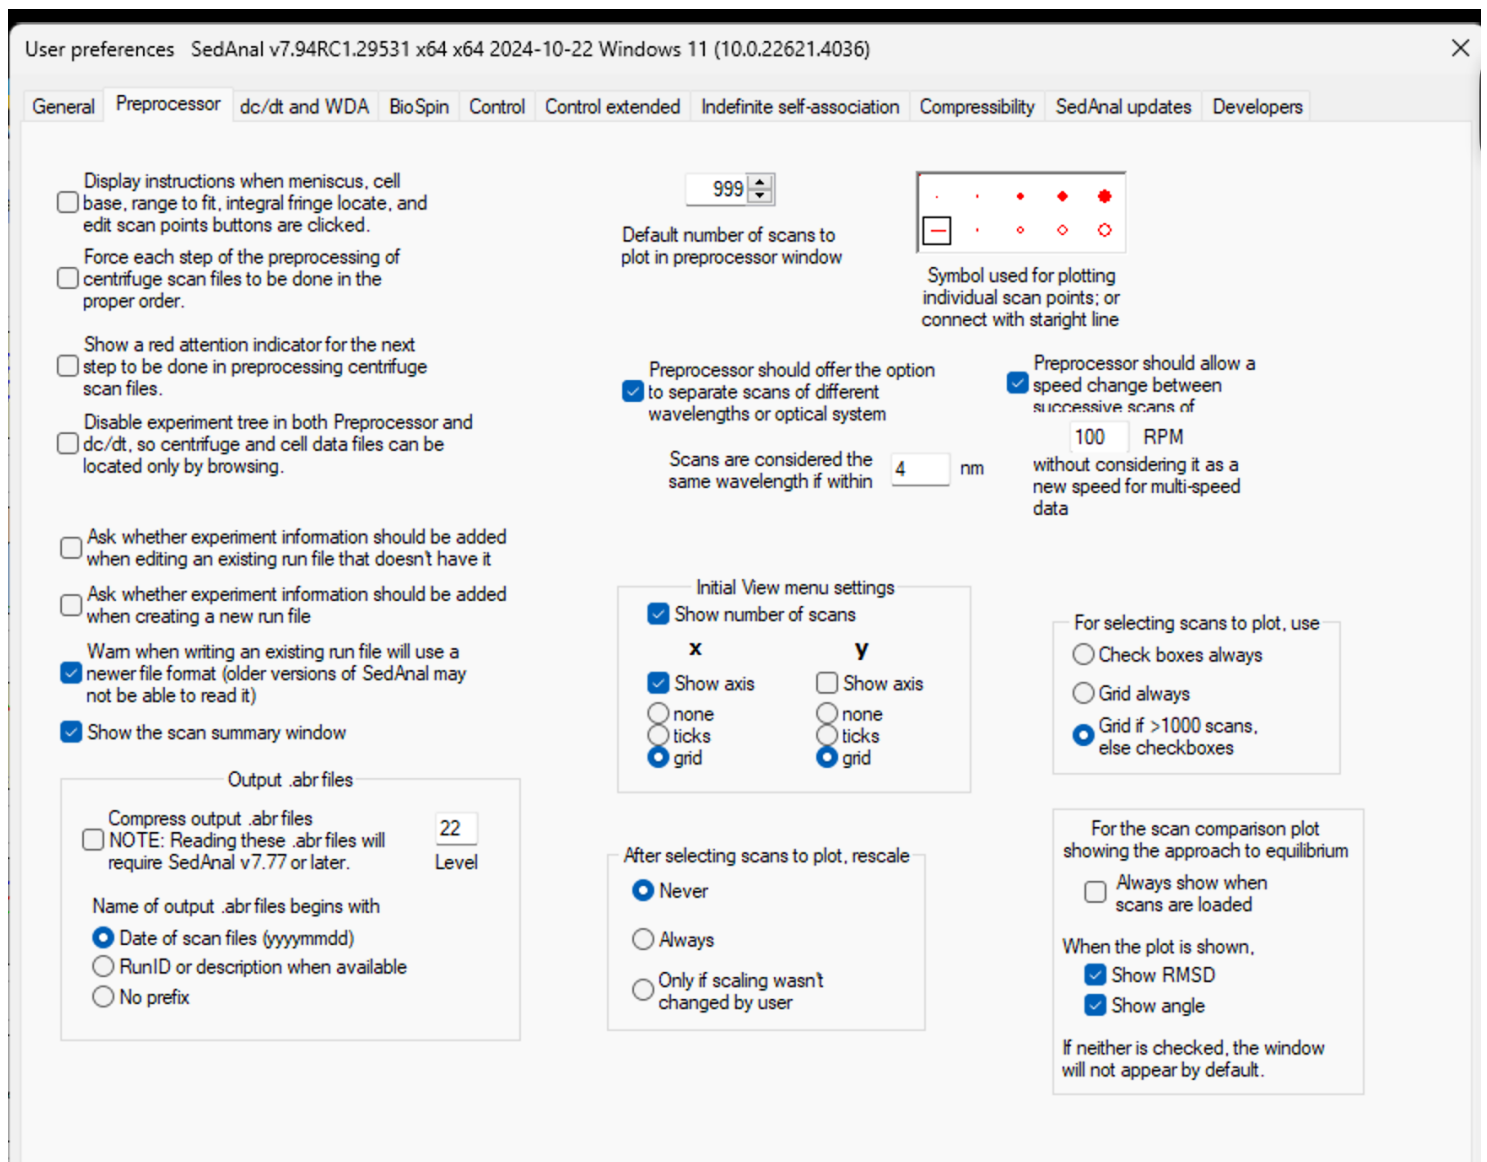 User preferences   SedAnal v7.94RC1.29531 x64 x64 2024-10-22 Windows 11 (10.0.22621.4036)
General Preprocessor dc/dt and WDA BioSpin Control Control extended Indefinite self-association Compressibility SedAnal updates Developers
Display instructions when meniscus, cell
base, range to fit, integral fringe locate, and
edit scan points buttons are clicked.
Force each step of the preprocessing of
centrifuge scan files to be done in the
proper order.
Show a red attention indicator for the next
step to be done in preprocessing centrifuge
scan files.
Disable experiment tree in both Preprocessor and
dc/dt, so centrifuge and cell data files can be
located only by browsing.
Ask whether experiment information should be added
when editing an existing run file that doesn't have it
Ask whether experiment information should be added
when creating a new run file
Warn when writing an existing run file will use a
newer file format (older versions of SedAnal may
not be able to read it)
Show the scan summary window
Output .abr files
Compress output .abr files
NOTE: Reading these .abr files will
require SedAnal v7.77 or later.
22
Level
Name of output .abr files begins with
Date of scan files (yyyymmdd)
RunID or description when available
No prefix
999
Default number of scans to
plot in preprocessor window
Symbol used for plotting
individual scan points; or
connect with staright line
Preprocessor should offer the option
to separate scans of different
wavelengths or optical system
Scans are considered the
same wavelength if within
4 nm
Preprocessor should allow a
speed change between
successive scans of
100 RPM
without considering it as a
new speed for multi-speed
data
Initial View menu settings
Show number of scans
x y
Show axis Show axis
none none
ticks ticks
grid grid
After selecting scans to plot, rescale
Never
Always
Only if scaling wasn't
changed by user
For selecting scans to plot, use
Check boxes always
Grid always
Grid if >1000 scans,
else checkboxes
For the scan comparison plot
showing the approach to equilibrium
Always show when
scans are loaded
When the plot is shown,
Show RMSD
Show angle
If neither is checked, the window
will not appear by default.